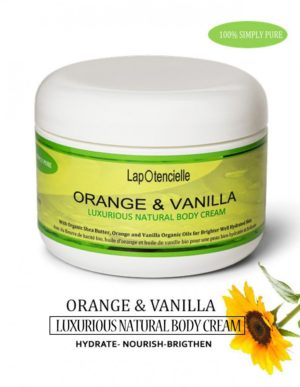 100% SIMPLY PURE
LapOtencielle
ORANGE & VANILLA
LUXURIOUS NATURAL BODY CREAM
With Organic Shea Butter, Orange and Vanilla Organic Oils for Brighter Well Hydrated Skin
ORANGE & VANILLA
LUXURIOUS NATURAL BODY CREAM
HYDRATE- NOURISH-BRIGTHEN